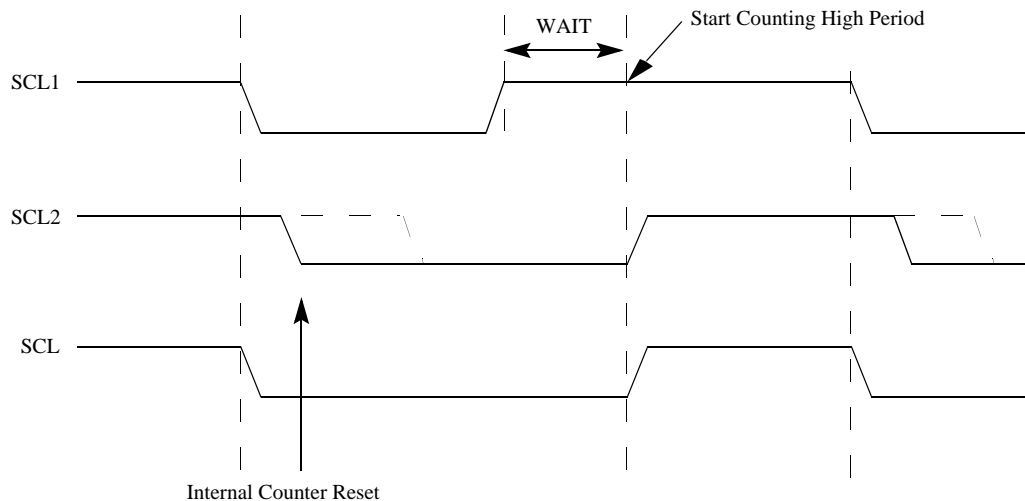 Start Counting High Period
WAIT
SCL1
SCL2
SCL
Internal Counter Reset